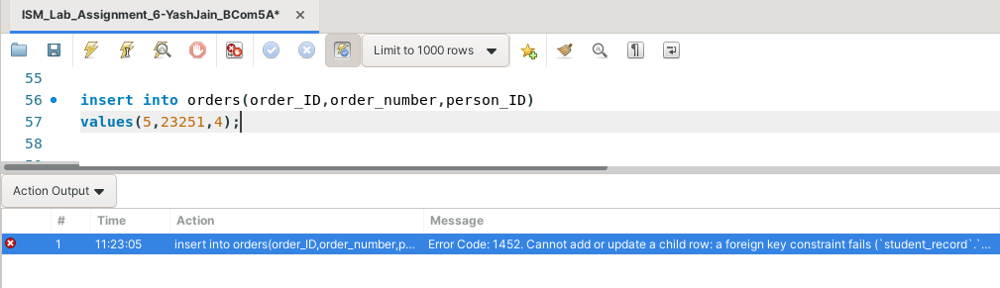 ISM_Lab_Assignment_6-YashJain_BCom5A*
Limit to 1000 rows
55
56 insert into orders(order_ID,order_number,person_ID)
57 values(5,23251,4);
58
Action Output
# Time Action Message
1 11:23:05 insert into orders(order_ID,order_number,p... Error Code: 1452. Cannot add or update a child row: a foreign key constraint fails (`student_record`.`...